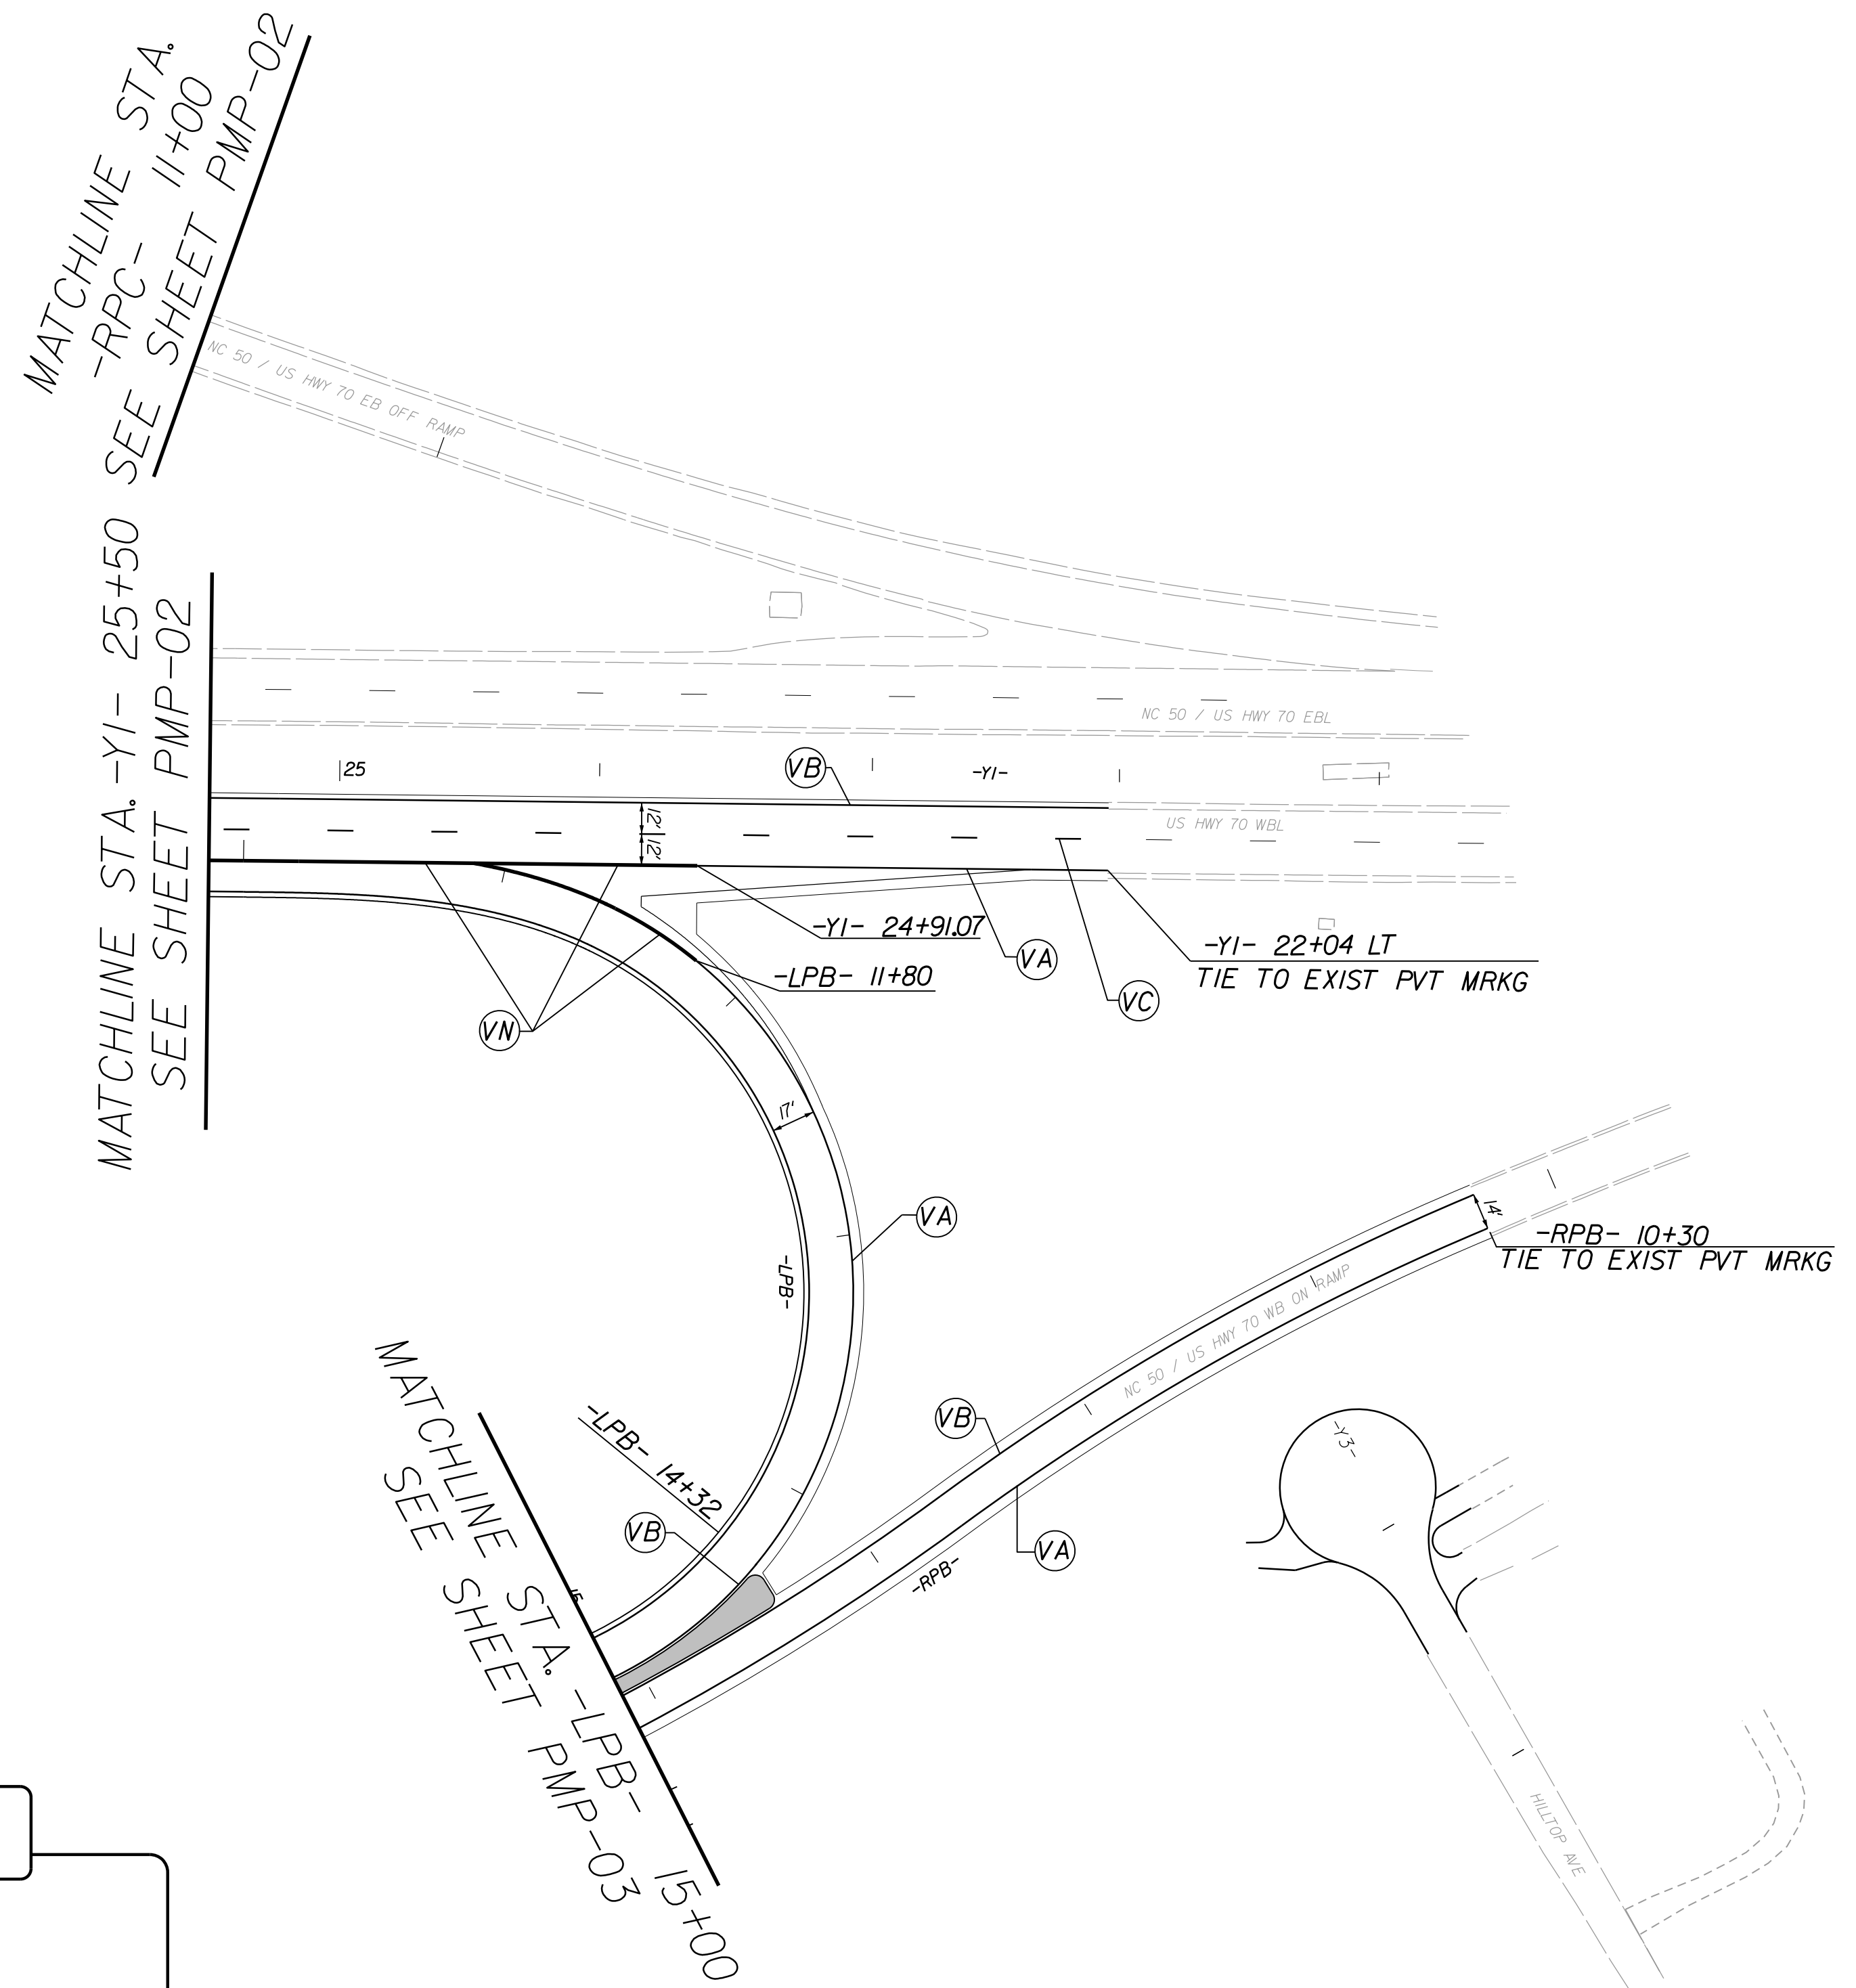 MATCHLINE STA.
-RPC- 11+00
SEE SHEET PMP-02
NC 50 / US HWY 70 EB OFF RAMP
MATCHLINE STA.-Y1- 25+50
SEE SHEET PMP-02
NC 50 / US HWY 70 EBL
25
VB
-Y1-
12'
12'
US HWY 70 WBL
-Y1- 24+91.07
VA
-Y1- 22+04 LT
TIE TO EXIST PVT MRKG
-LPB- 11+80
VC
VN
17'
VA
-LPB-
14'
-RPB- 10+30
TIE TO EXIST PVT MRKG
NC 50 / US HWY 70 WB ON RAMP
MATCHLINE STA. -LPB- 15+00
SEE SHEET PMP-03
-LPB- 14+32
VB
VB
VA
-RPB-
15
-Y3-
HILLTOP AVE